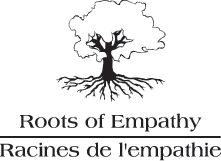 Roots of Empathy
Racines de l'empathie